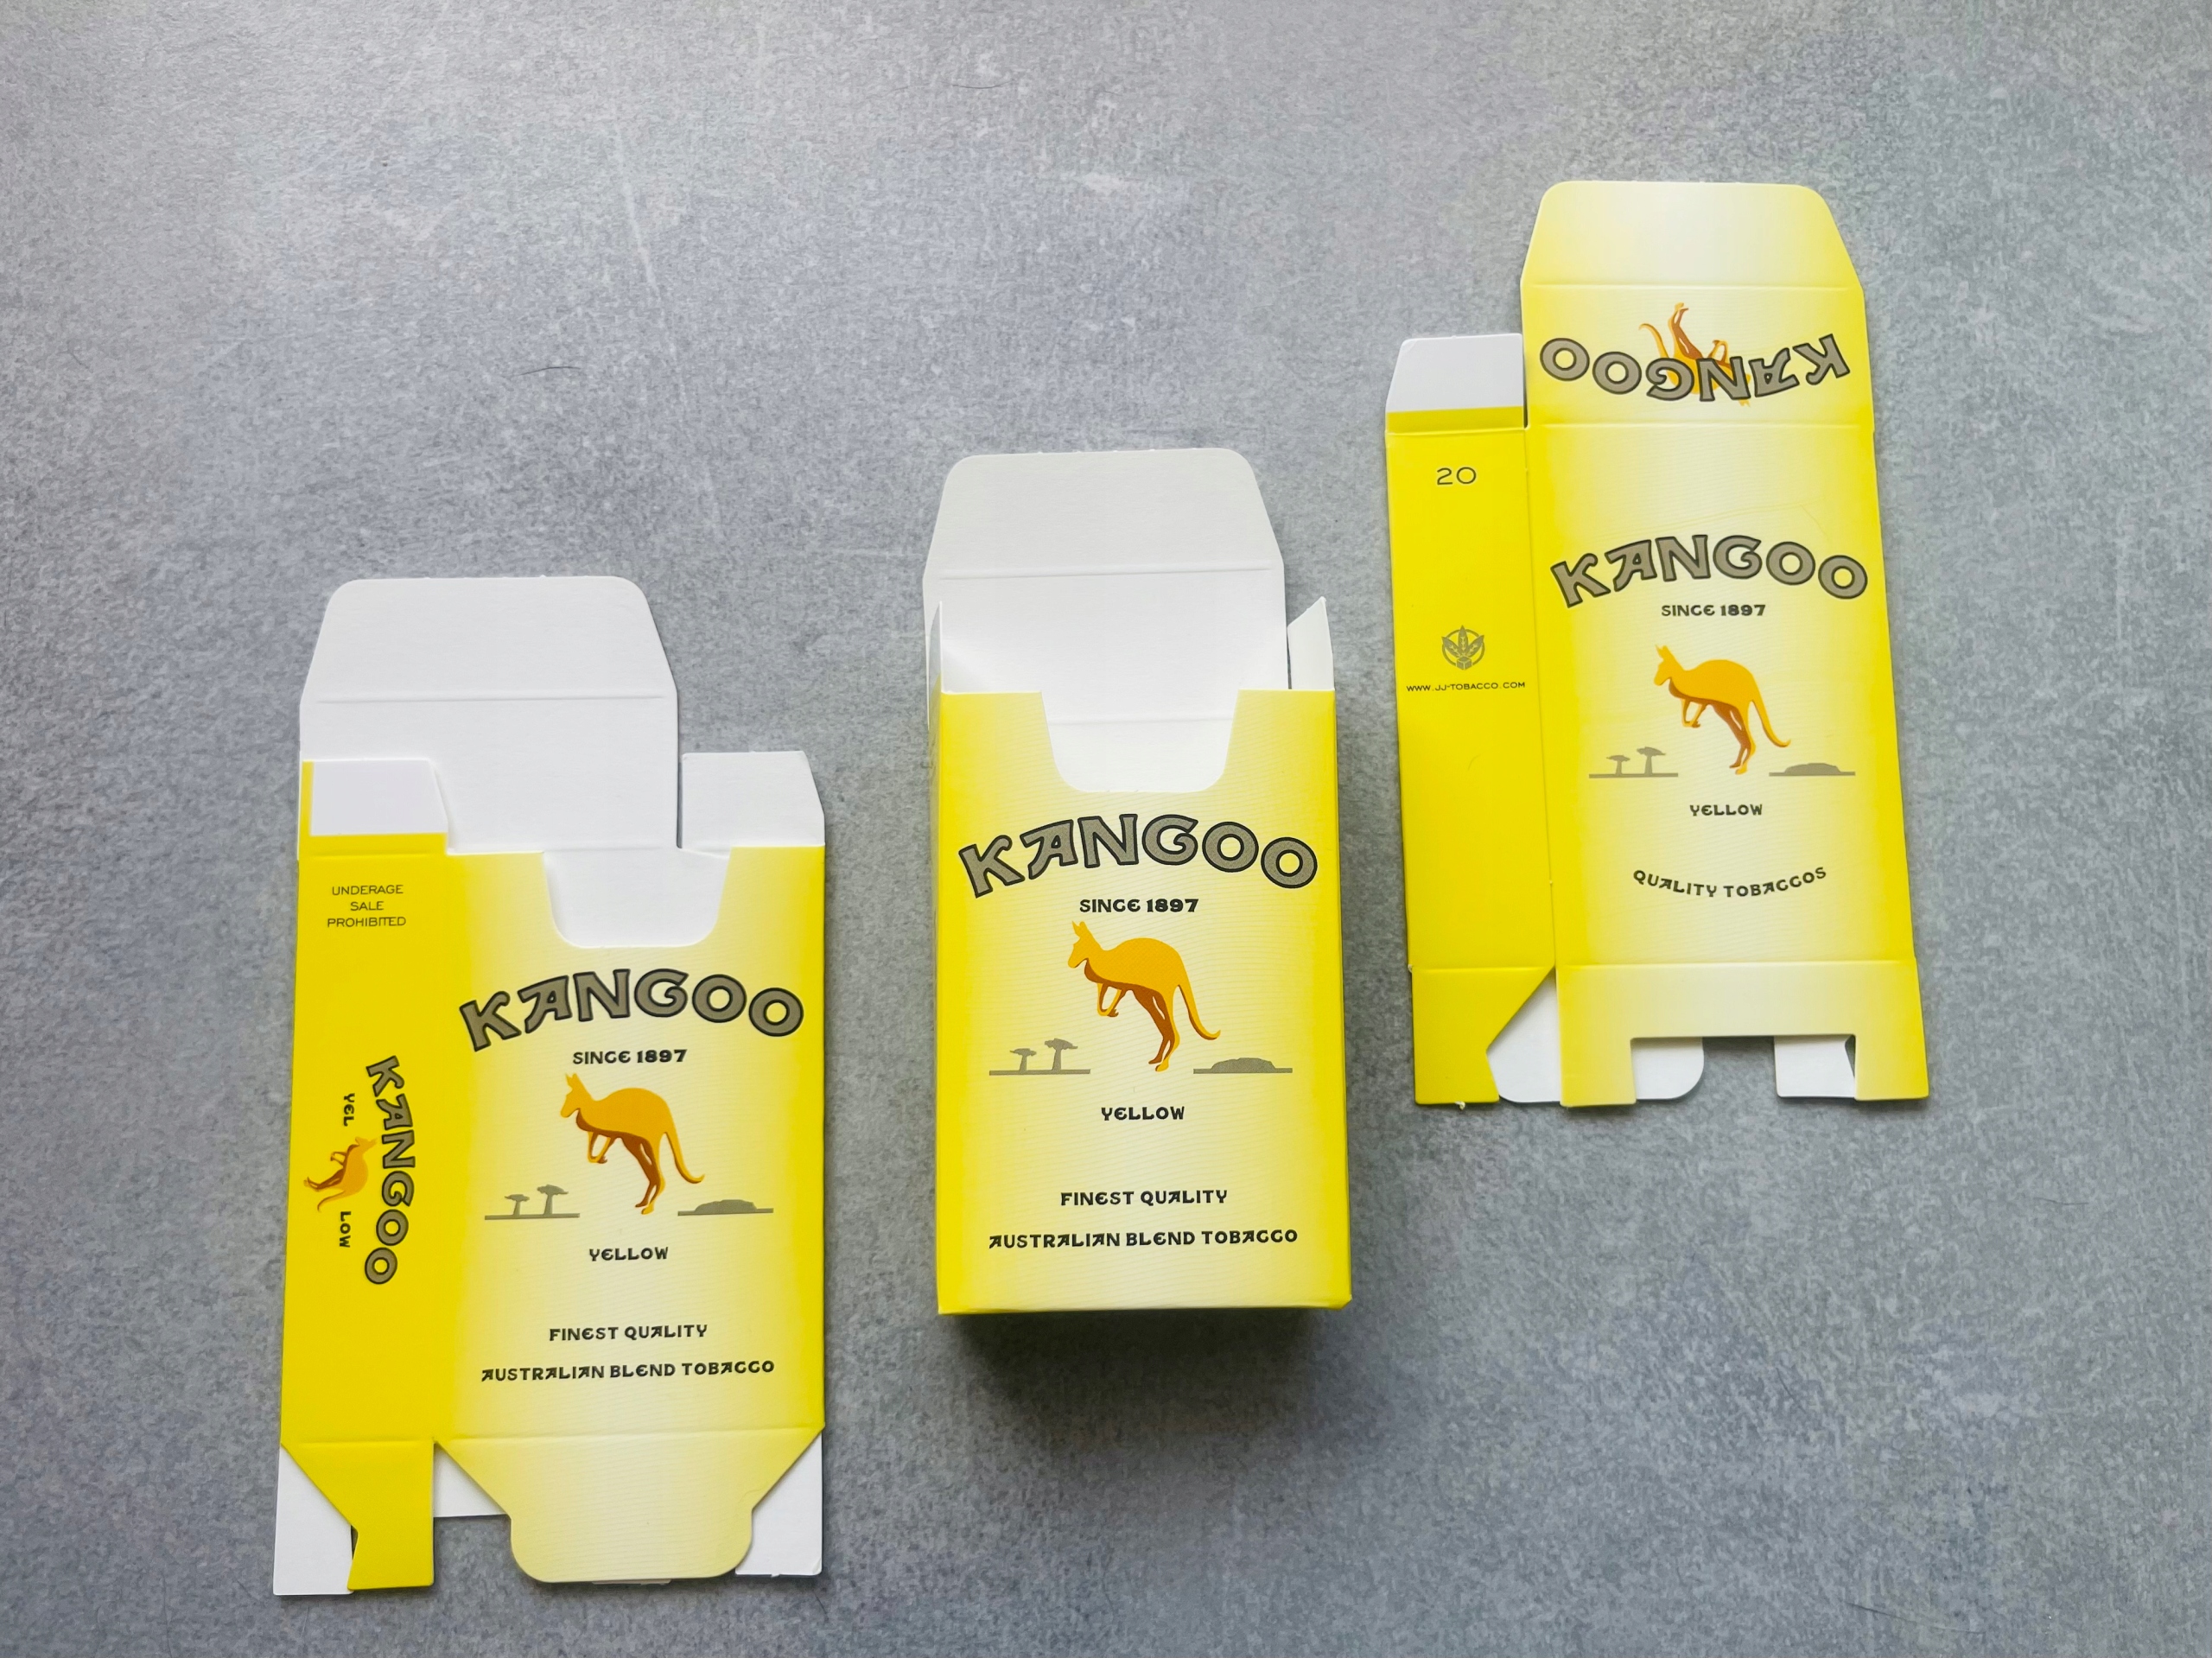 UNDERAGE
SALE
PROHIBITED
KANGOO
YEL LOW
KANGOO
SINCE 1897
YELLOW
FINEST QUALITY
AUSTRALIAN BLEND TOBACCO
KANGOO
SINCE 1897
YELLOW
FINEST QUALITY
AUSTRALIAN BLEND TOBACCO
20
WWW.JJ-TOBACCO.COM
KANGOO
KANGOO
SINCE 1897
YELLOW
QUALITY TOBACCOS